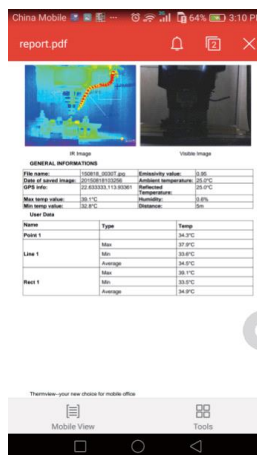 China Mobile ... 64% 3:10 P
report.pdf 2
IR Image Visible Image
GENERAL INFORMATIONS
File name: 150818_0030T.jpg Emissivity value: 0.95
Date of saved image: 20150818103256 Ambient temperature: 25.0°C
GPS info: 22.633333,113.93361 Reflected Temperature: 25.0°C
Max temp value: 39.1°C Humidity: 0.6%
Min temp value: 32.8°C Distance: 5m
User Data
Name Type Temp
Point 1 34.3°C
Line 1 Max 37.9°C
Min 33.6°C
Average 34.5°C
Rect 1 Max 39.1°C
Min 33.5°C
Average 34.9°C
Thermview--your new choice for mobile office
Mobile View Tools